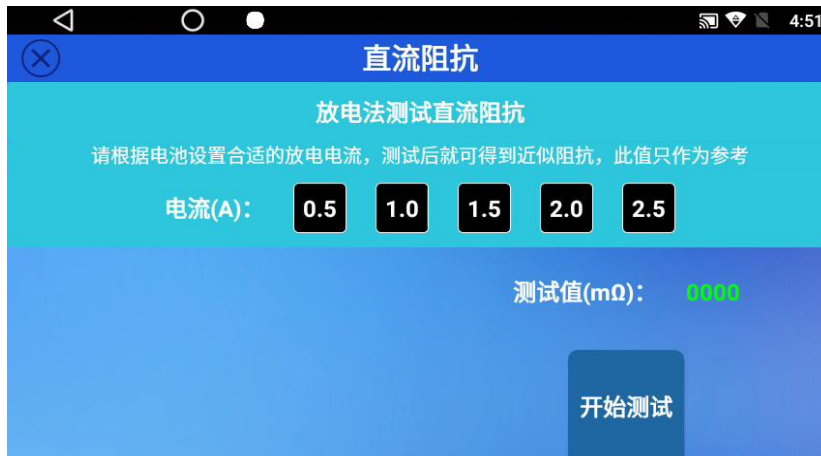 4:51
直流阻抗
放电法测试直流阻抗
请根据电池设置合适的放电电流，测试后就可得到近似阻抗，此值只作为参考
电流(A)： 0.5 1.0 1.5 2.0 2.5
测试值(mΩ)： 0000
开始测试